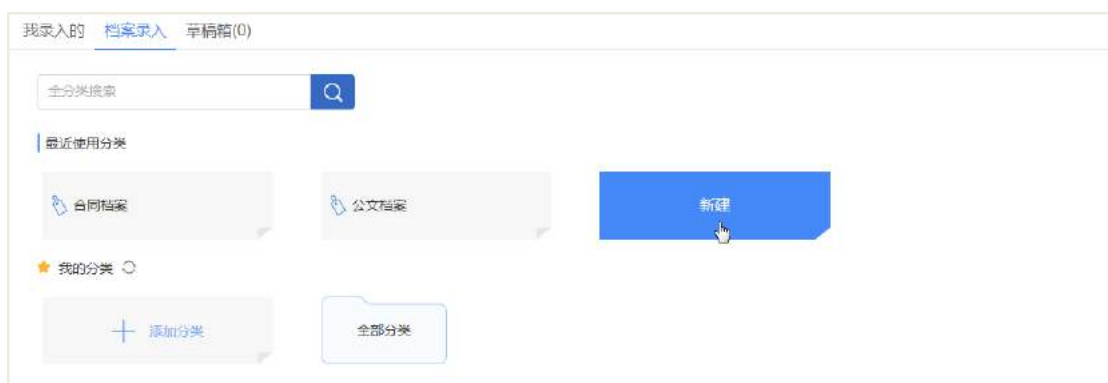 我录入的 档案录入 草稿箱(0)
全分类搜索
最近使用分类
合同档案 公文档案 新建
我的分类
添加分类 全部分类